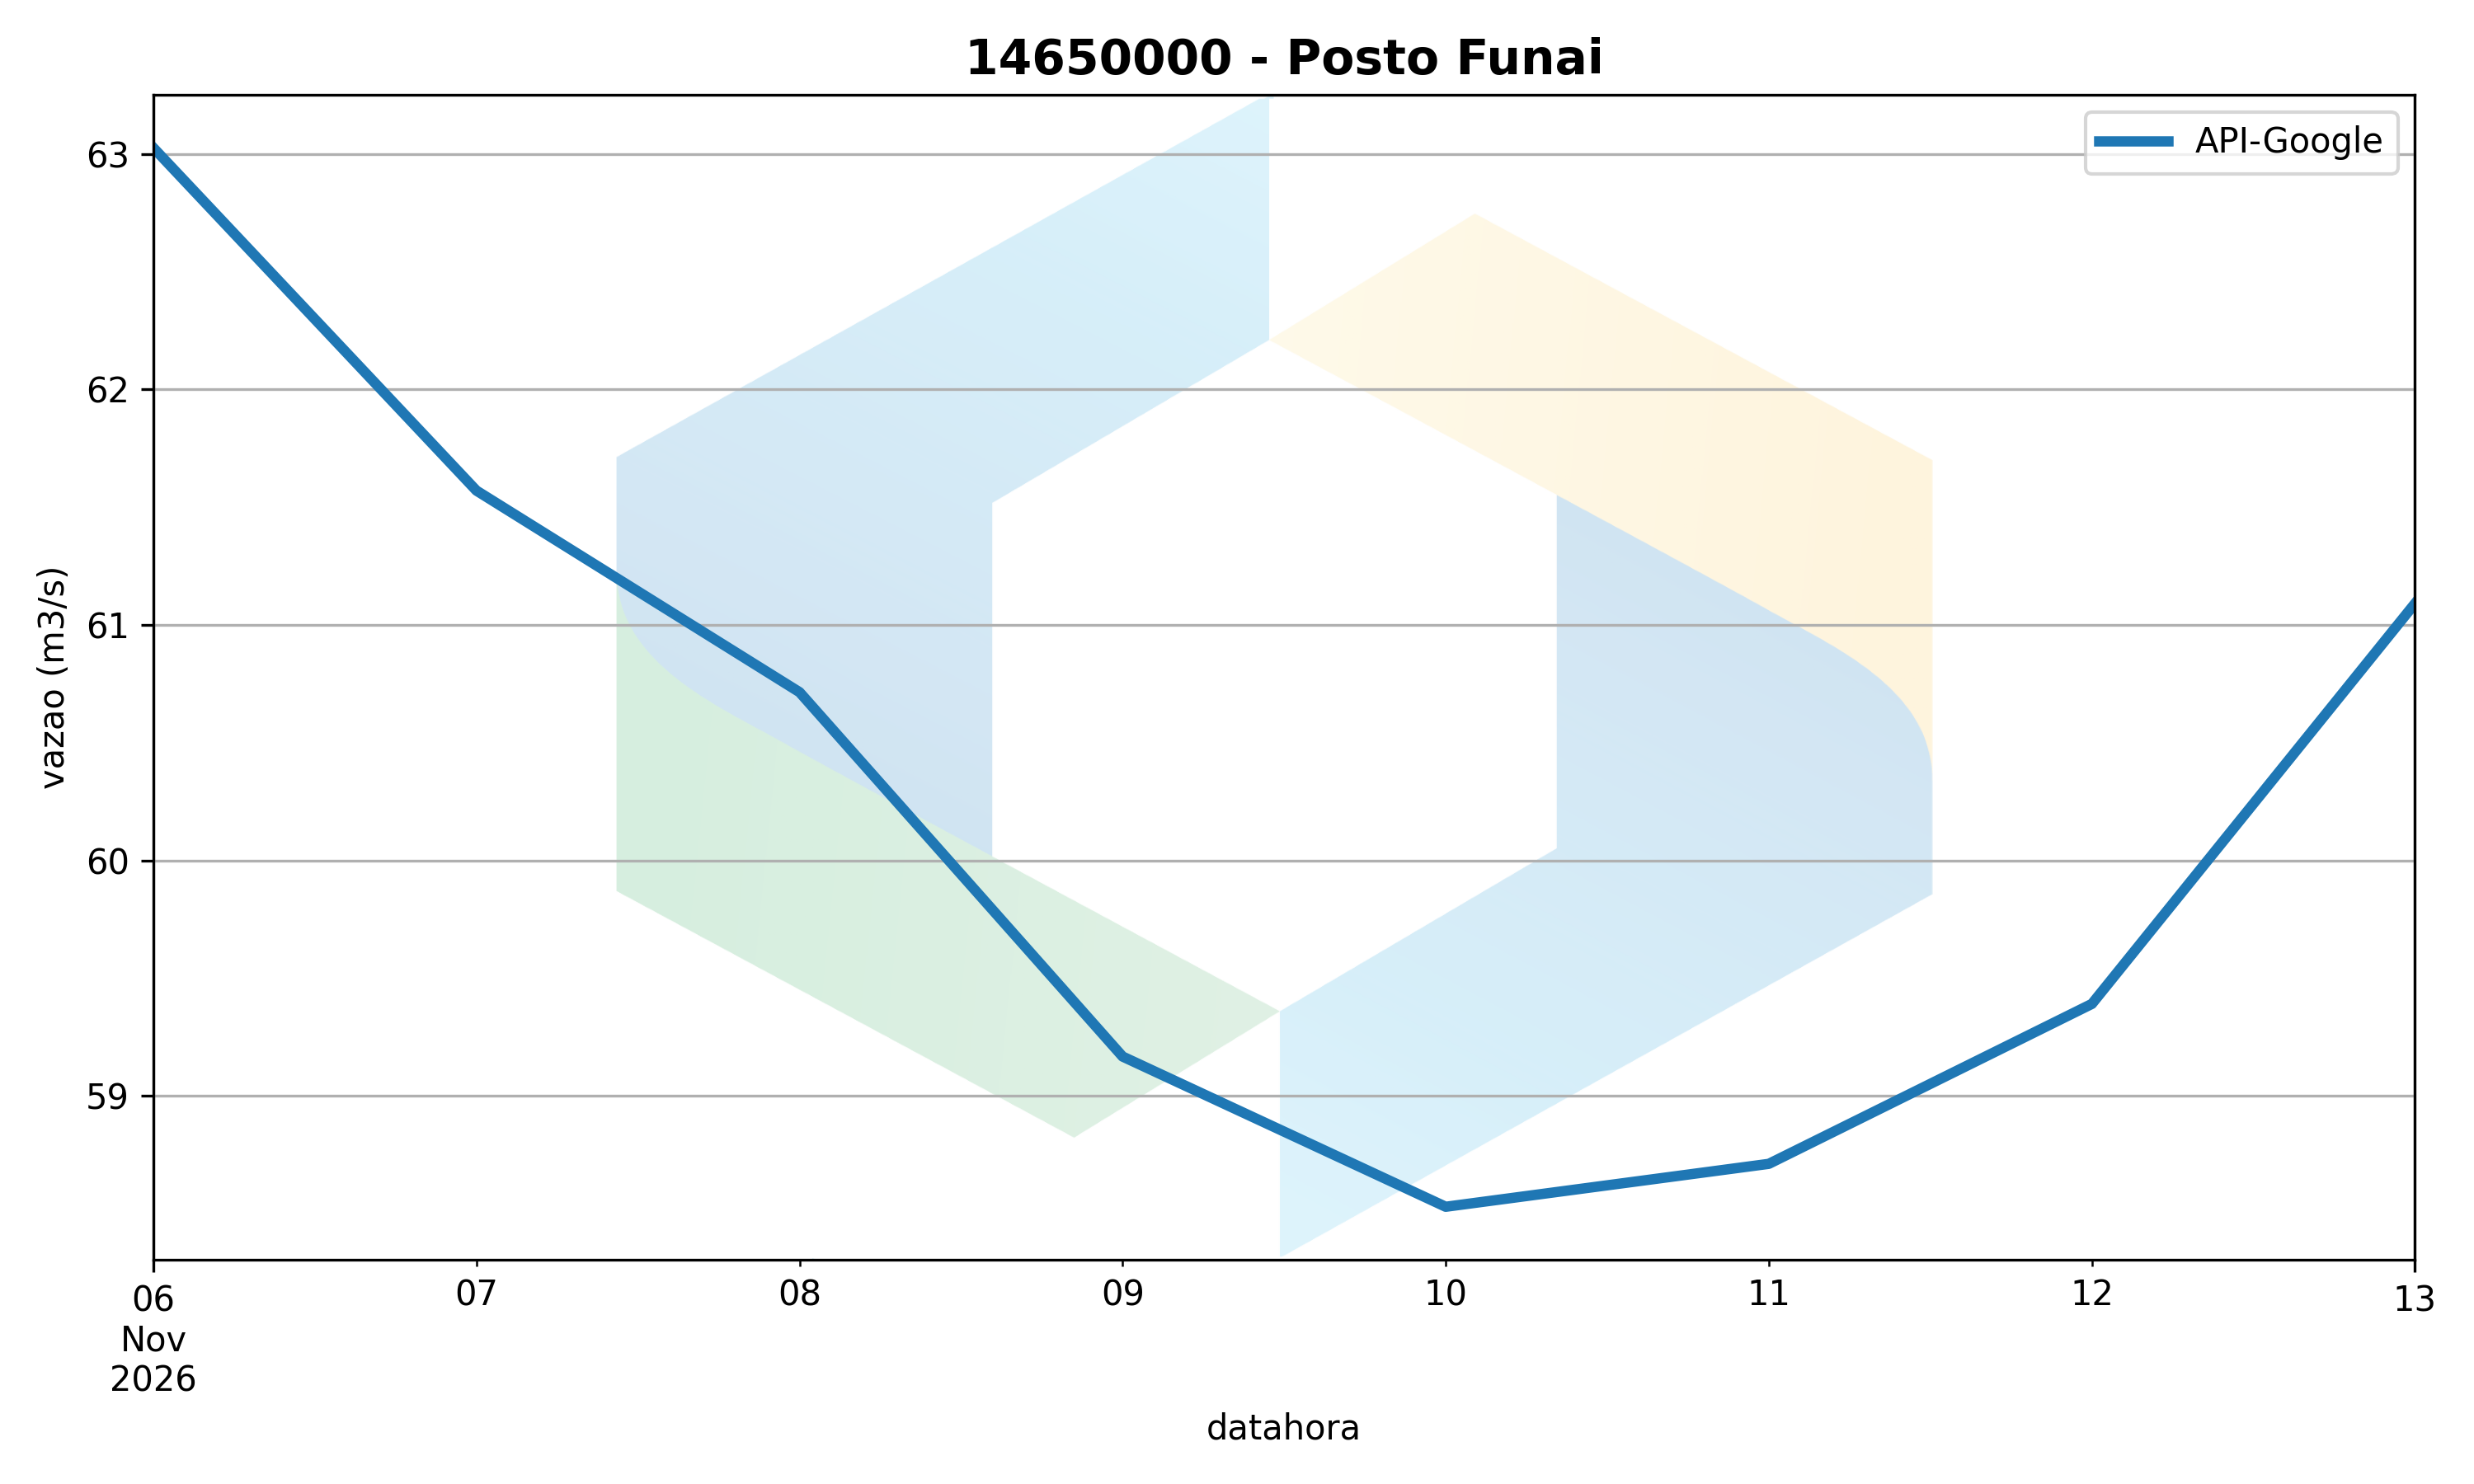 14650000 - Posto Funai
API-Google
vazao (m3/s)
63
62
61
60
59
06
Nov
2026
07
08
09
10
11
12
13
datahora